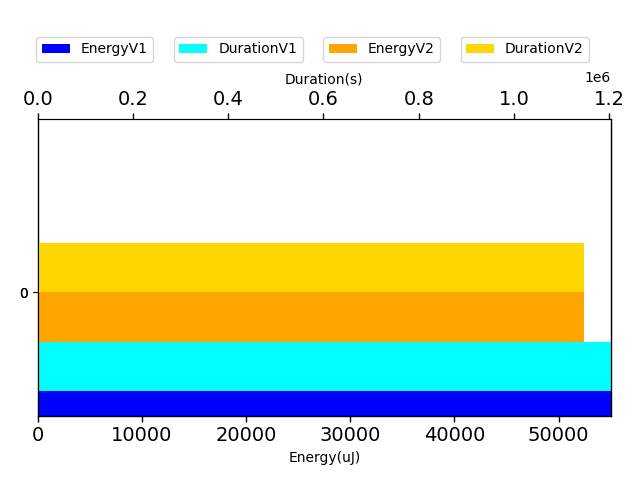 EnergyV1 DurationV1 EnergyV2 DurationV2
Duration(s) 1e6
0.0 0.2 0.4 0.6 0.8 1.0 1.2
0
0 10000 20000 30000 40000 50000
Energy(uJ)